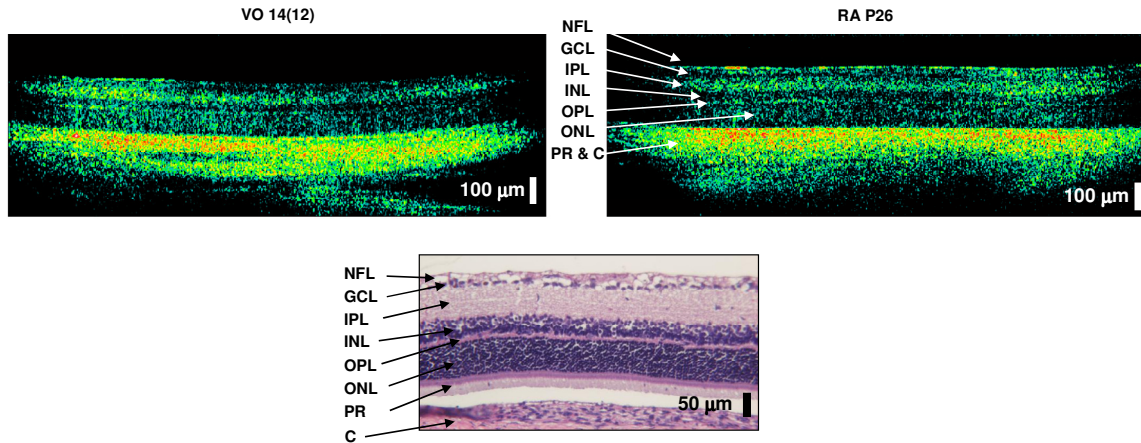 VO 14(12)
RA P26
NFL
GCL
IPL
INL
OPL
ONL
PR & C
100 µm
100 µm
NFL
GCL
IPL
INL
OPL
ONL
PR
C
50 µm